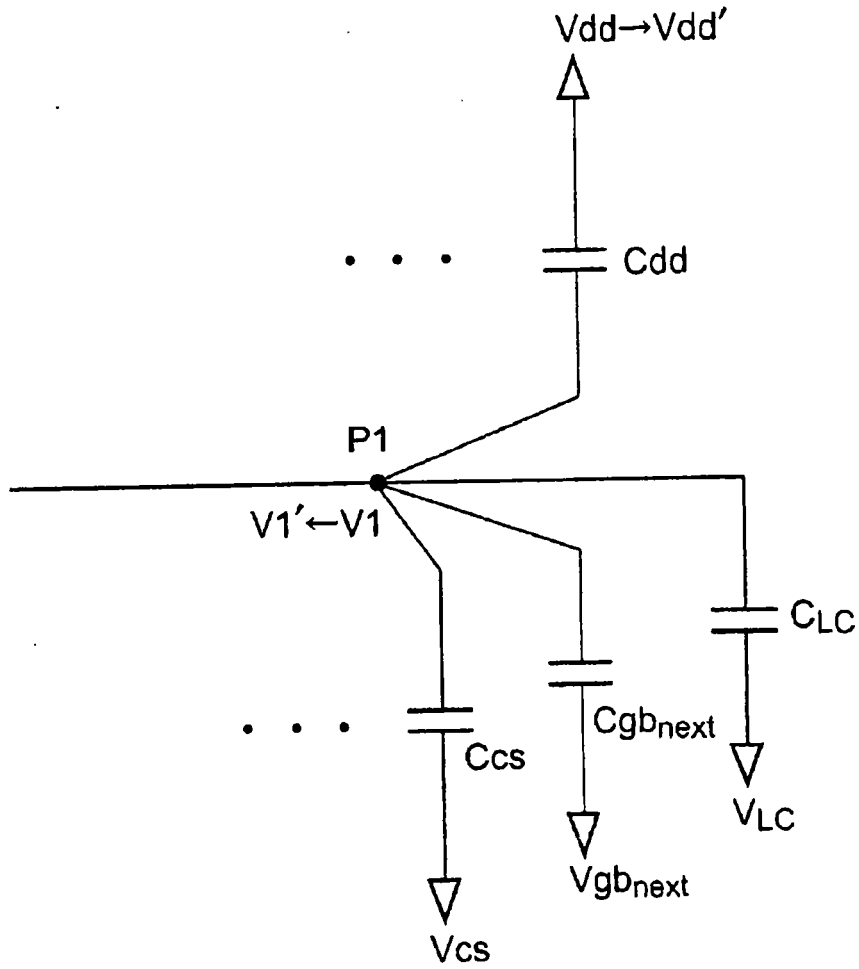 Vdd→Vdd′
Cdd
P1
V1′←V1
CLC
Cgbnext
Ccs
VLC
Vgbnext
Vcs